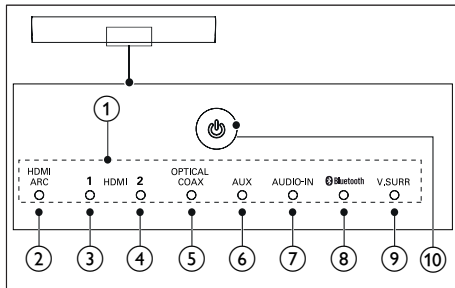 1
HDMI ARC
1 HDMI 2
OPTICAL COAX
AUX
AUDIO-IN
Bluetooth
V.SURR
2 3 4 5 6 7 8 9 10